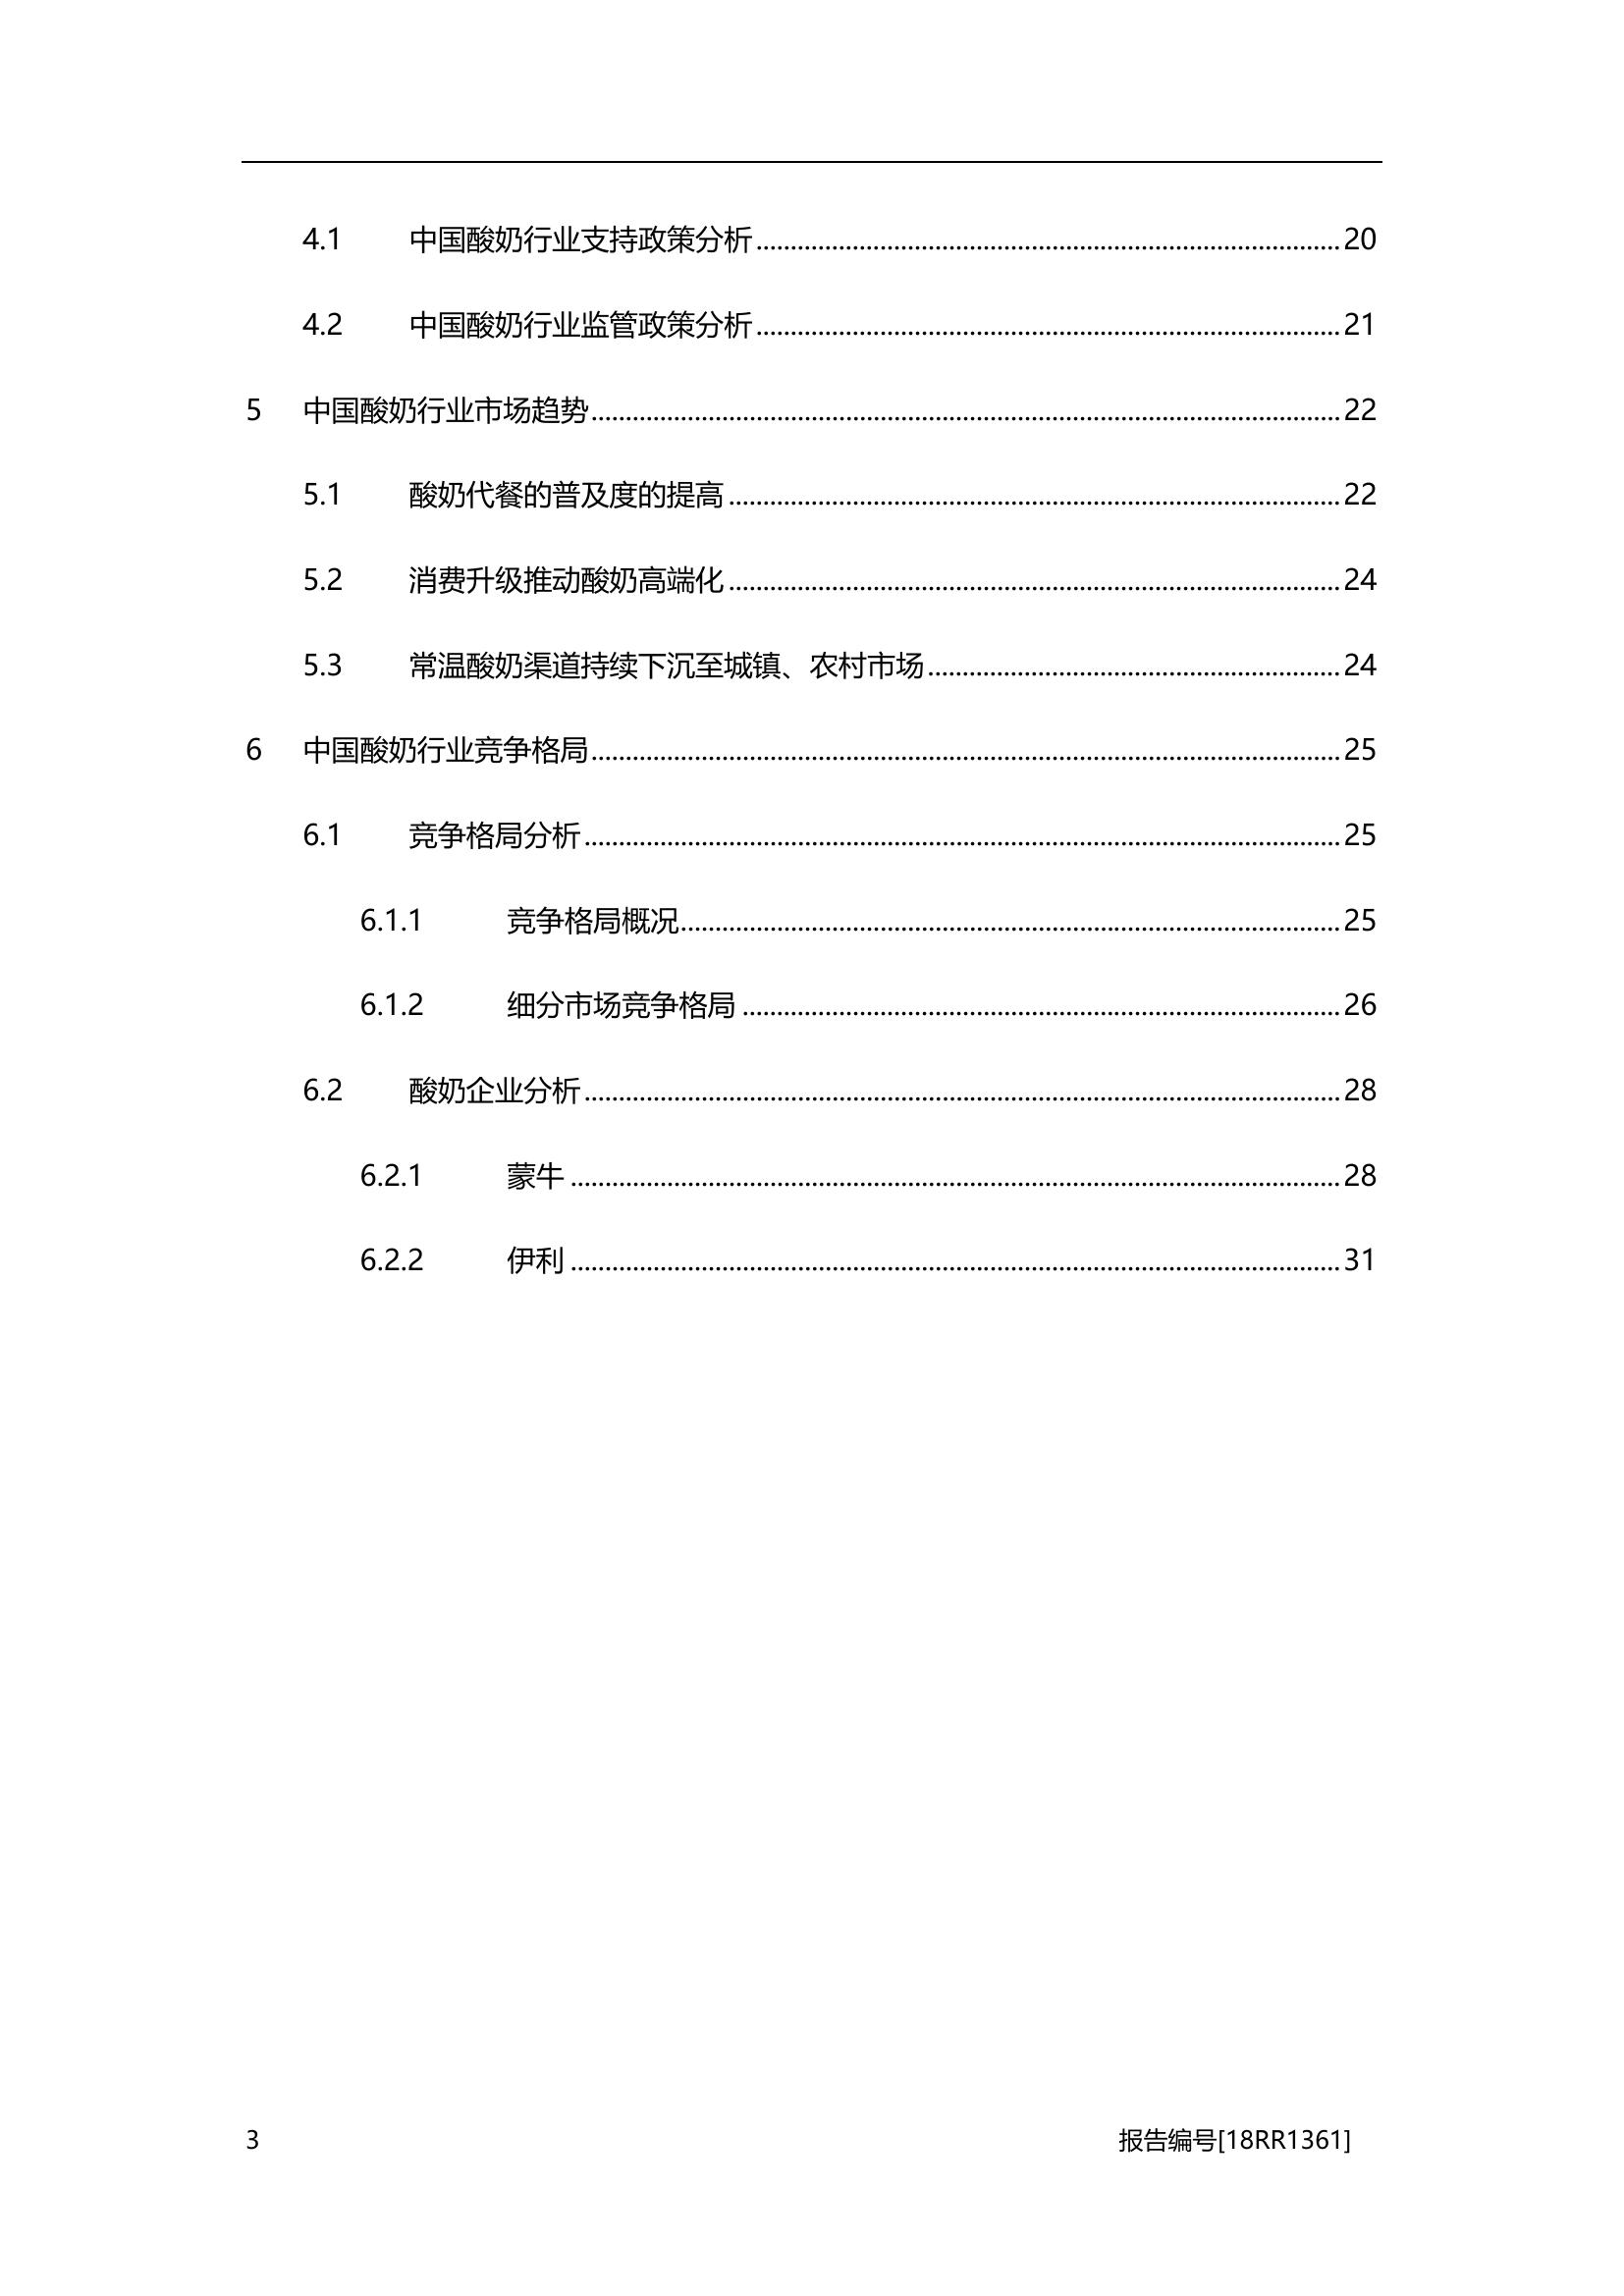 4.1 中国酸奶行业支持政策分析........................................................................20
4.2 中国酸奶行业监管政策分析........................................................................21
5 中国酸奶行业市场趋势........................................................................22
5.1 酸奶代餐的普及度的提高........................................................................22
5.2 消费升级推动酸奶高端化........................................................................24
5.3 常温酸奶渠道持续下沉至城镇、农村市场........................................................................24
6 中国酸奶行业竞争格局........................................................................25
6.1 竞争格局分析........................................................................25
6.1.1 竞争格局概况........................................................................25
6.1.2 细分市场竞争格局........................................................................26
6.2 酸奶企业分析........................................................................28
6.2.1 蒙牛........................................................................28
6.2.2 伊利........................................................................31
3 报告编号[18RR1361]